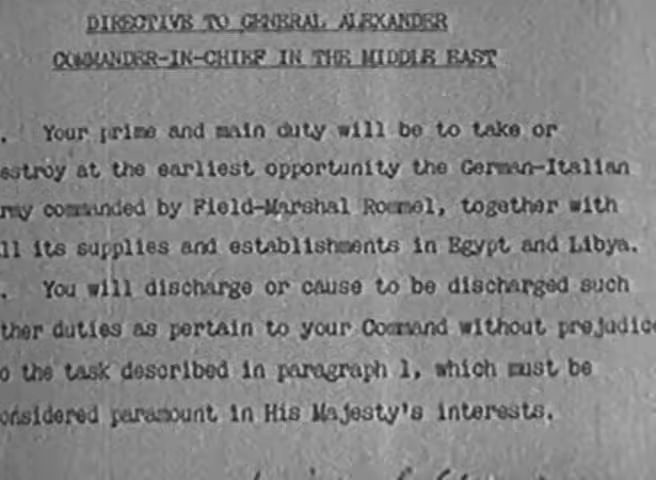 DIRECTIVE TO GENERAL ALEXANDER
COMMANDER-IN-CHIEF IN THE MIDDLE EAST
. Your prime and main duty will be to take or
estroy at the earliest opportunity the German-Italian
rmy commanded by Field-Marshal Rommel, together with
ll its supplies and establishments in Egypt and Libya.
. You will discharge or cause to be discharged such
ther duties as pertain to your Command without prejudice
o the task described in paragraph 1, which must be
onsidered paramount in His Majesty's interests.